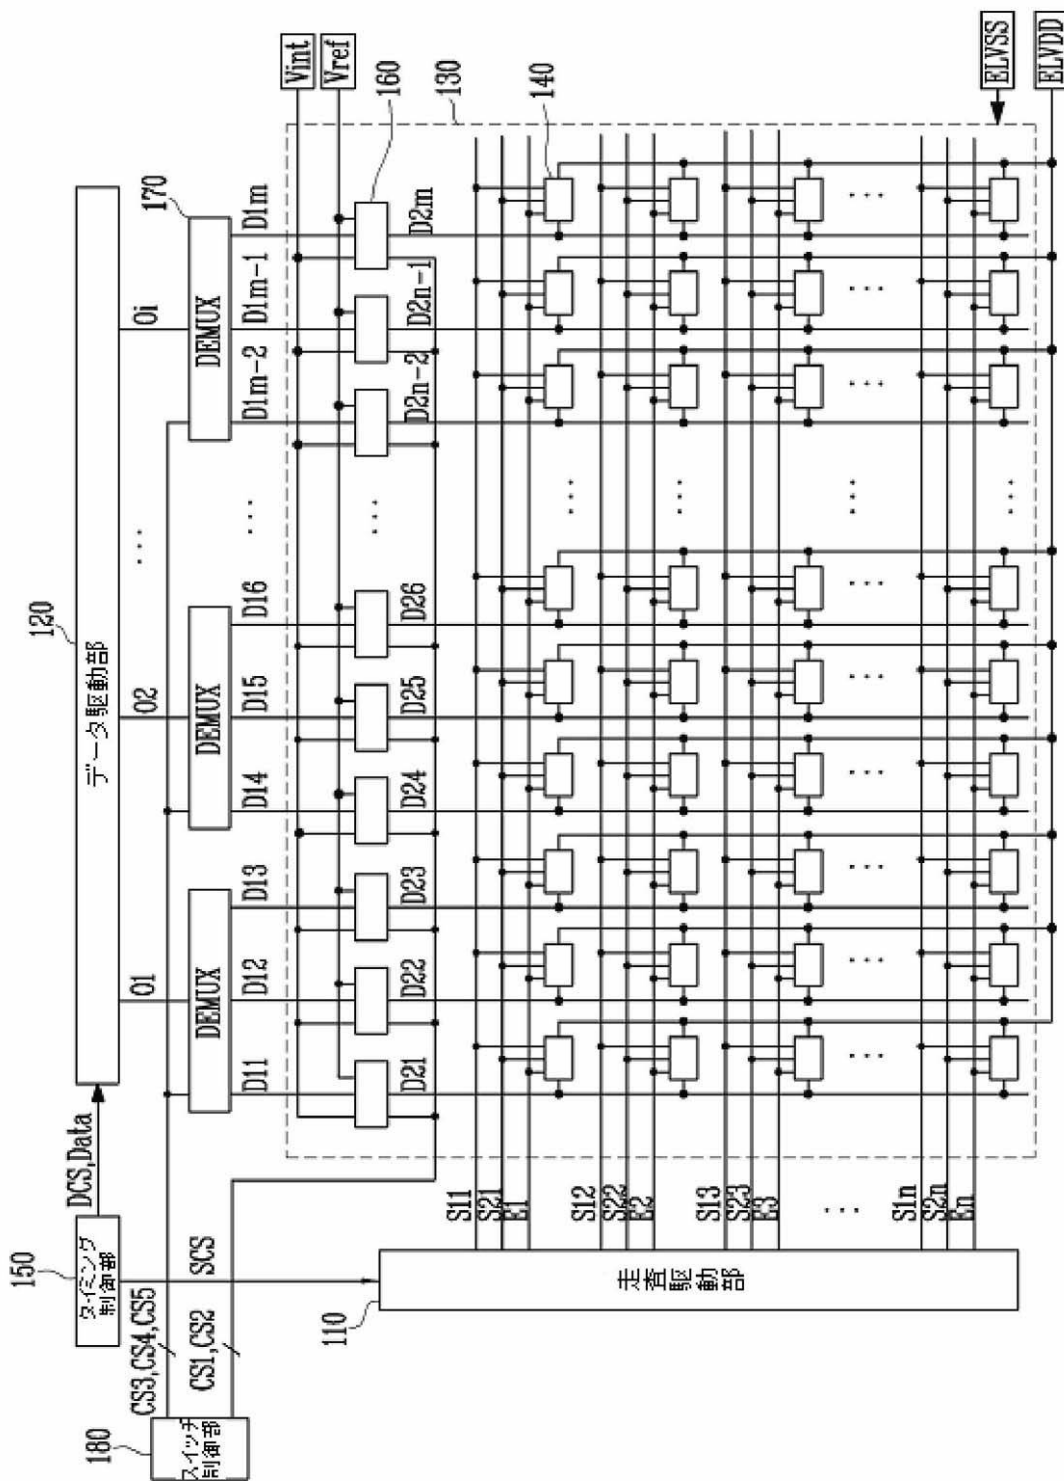 120
データ駆動部
150
タイミング
制御部
DCS,Data
O1
O2
...
Oi
170
DEMUX
DEMUX
DEMUX
CS3,CS4,CS5
SCS
CS1,CS2
180
スイッチ
制御部
D11
D12
D13
D14
D15
D16
...
D1m-2
D1m-1
D1m
Vint
Vref
160
...
D21
D22
D23
D24
D25
D26
D2n-2
D2n-1
D2m
130
110
走査駆動部
S11
S21
E1
140
S12
S22
E2
S13
S23
E3
...
S1n
S2n
En
ELVSS
ELVDD